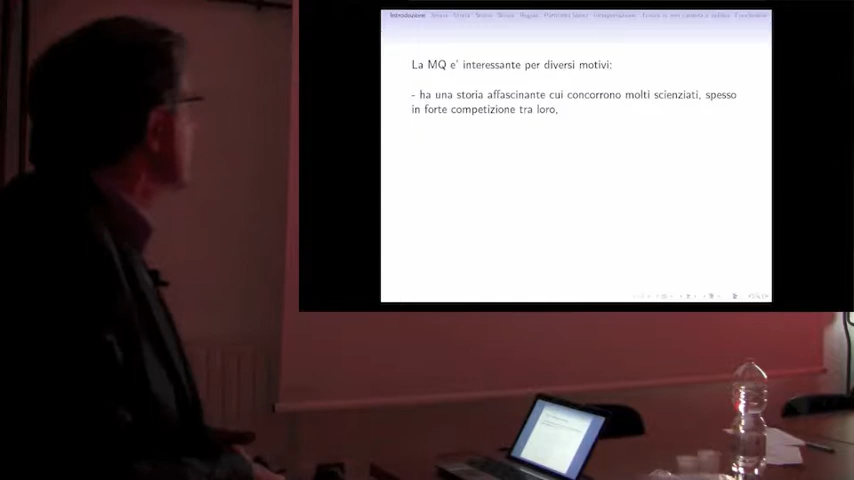 Introduzione
La MQ e' interessante per diversi motivi:
- ha una storia affascinante cui concorrono molti scienziati, spesso
in forte competizione tra loro,